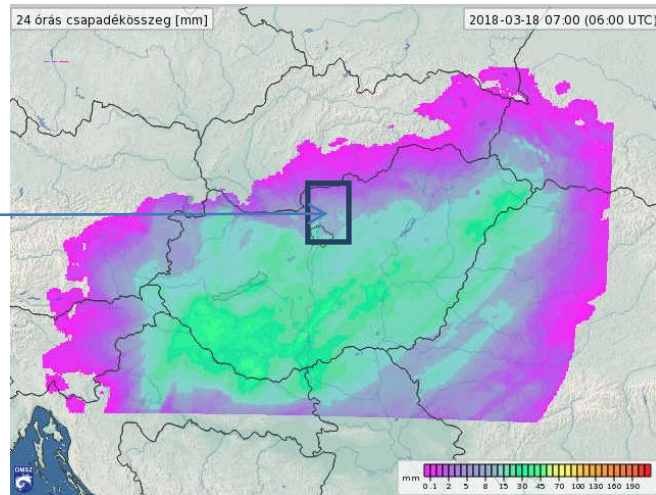 24 órás csapadékösszeg [mm]
2018-03-18 07:00 (06:00 UTC)
OMSZ
mm
0.1 2 5 8 15 30 45 70 100 130 160 190